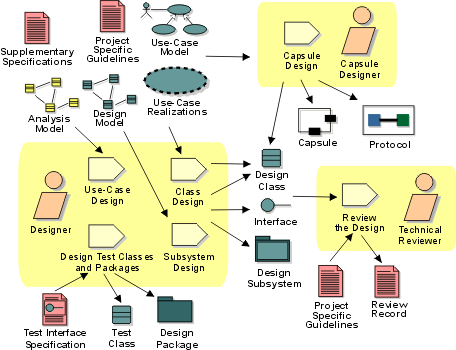 Supplementary
Specifications
Project
Specific
Guidelines
Use-Case
Model
Capsule
Design
Capsule
Designer
Analysis
Model
Design
Model
Use-Case
Realizations
Capsule
Protocol
Designer
Use-Case
Design
Class
Design
Design
Class
Interface
Review
the Design
Technical
Reviewer
Design Test Classes
and Packages
Subsystem
Design
Design
Subsystem
Test Interface
Specification
Test
Class
Design
Package
Project
Specific
Guidelines
Review
Record